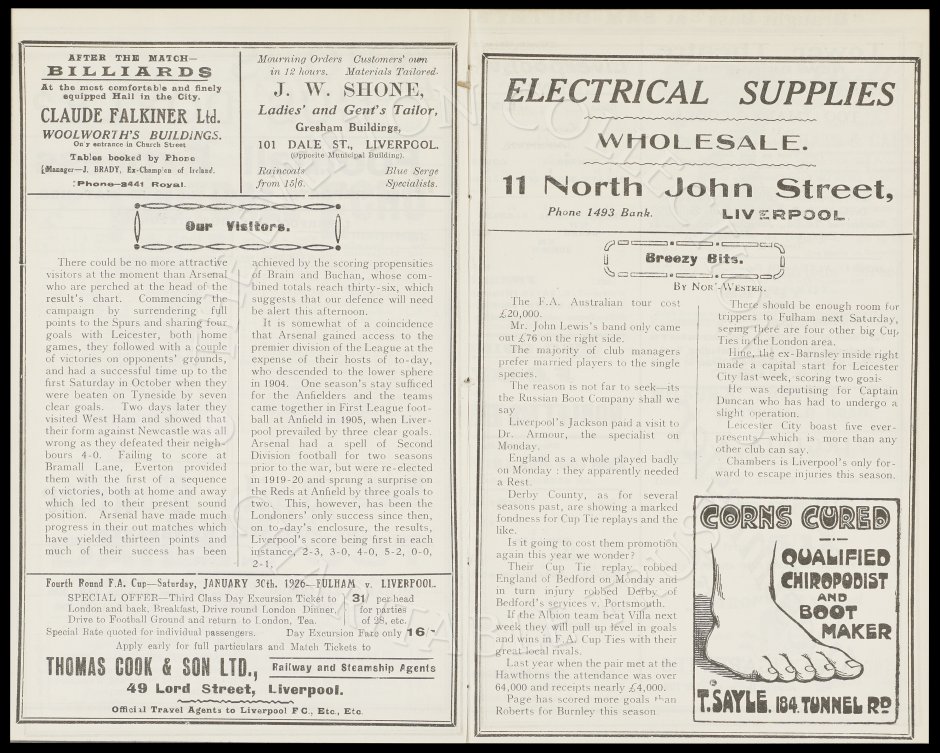 AFTER THE MATCH—
BILLIARDS
At the most comfortable and finely
equipped Hall in the City.
CLAUDE FALKINER Ltd.
WOOLWORTH'S BUILDINGS.
Only entrance in Church Street
Tables booked by Phone
Manager—J. BRADY, Ex-Champion of Ireland.
'Phone—8441 Royal.
Mourning Orders Customers' own
in 12 hours. Materials Tailored.
J. W. SHONE,
Ladies' and Gent's Tailor,
Gresham Buildings,
101 DALE ST., LIVERPOOL.
(Opposite Municipal Building).
Raincoats Blue Serge
from 15/6. Specialists.
Our Visitors.
There could be no more attractive
visitors at the moment than Arsenal
who are perched at the head of the
result's chart. Commencing the
campaign by surrendering full
points to the Spurs and sharing four
goals with Leicester, both home
games, they followed with a couple
of victories on opponents' grounds,
and had a successful time up to the
first Saturday in October when they
were beaten on Tyneside by seven
clear goals. Two days later they
visited West Ham and showed that
their form against Newcastle was all
wrong as they defeated their neigh-
bours 4-0. Failing to score at
Bramall Lane, Everton provided
them with the first of a sequence
of victories, both at home and away
which led to their present sound
position. Arsenal have made much
progress in their out matches which
have yielded thirteen points and
much of their success has been
achieved by the scoring propensities
of Brain and Buchan, whose com-
bined totals reach thirty-six, which
suggests that our defence will need
be alert this afternoon.
It is somewhat of a coincidence
that Arsenal gained access to the
premier division of the League at the
expense of their hosts of to-day,
who descended to the lower sphere
in 1904. One season's stay sufficed
for the Anfielders and the teams
came together in First League foot-
ball at Anfield in 1905, when Liver-
pool prevailed by three clear goals.
Arsenal had a spell of Second
Division football for two seasons
prior to the war, but were re-elected
in 1919-20 and sprung a surprise on
the Reds at Anfield by three goals to
two. This, however, has been the
Londoners' only success since then,
on to-day's enclosure, the results,
Liverpool's score being first in each
instance, 2-3, 3-0, 4-0, 5-2, 0-0,
2-1.
Fourth Round F.A. Cup—Saturday, JANUARY 30th. 1926—FULHAM v. LIVERPOOL.
SPECIAL OFFER—Third Class Day Excursion Ticket to 31/- per head
London and back, Breakfast, Drive round London Dinner, for parties
Drive to Football Ground and return to London, Tea. of 28, etc.
Special Rate quoted for individual passengers. Day Excursion Fare only 16/-
Apply early for full particulars and Match Tickets to
THOMAS COOK & SON LTD., Railway and Steamship Agents
49 Lord Street, Liverpool.
Official Travel Agents to Liverpool F C., Etc., Etc.
ELECTRICAL SUPPLIES
WHOLESALE.
11 North John Street,
Phone 1493 Bank. LIVERPOOL
Breezy Bits.
BY NOR'-WESTER.
The F.A. Australian tour cost
£20,000.
Mr. John Lewis's band only came
out £76 on the right side.
The majority of club managers
prefer married players to the single
species.
The reason is not far to seek—its
the Russian Boot Company shall we
say
Liverpool's Jackson paid a visit to
Dr. Armour, the specialist on
Monday.
England as a whole played badly
on Monday : they apparently needed
a Rest.
Derby County, as for several
seasons past, are showing a marked
fondness for Cup Tie replays and the
like.
Is it going to cost them promotion
again this year we wonder?
Their Cup Tie replay robbed
England of Bedford on Monday and
in turn injury robbed Derby of
Bedford's services v. Portsmouth.
If the Albion team beat Villa next
week they will pull up level in goals
and wins in F.A. Cup Ties with their
great local rivals.
Last year when the pair met at the
Hawthorns the attendance was over
64,000 and receipts nearly £4,000.
Page has scored more goals than
Roberts for Burnley this season.
There should be enough room for
trippers to Fulham next Saturday,
seeing there are four other big Cup
Ties in the London area.
Hine, the ex-Barnsley inside right
made a capital start for Leicester
City last week, scoring two goals
He was deputising for Captain
Duncan who has had to undergo a
slight operation.
Leicester City boast five ever-
presents—which is more than any
other club can say.
Chambers is Liverpool's only for-
ward to escape injuries this season.
CORNS CURED
QUALIFIED
CHIROPODIST
AND
BOOT
MAKER
T. SAYLE. 184 TUNNEL RD